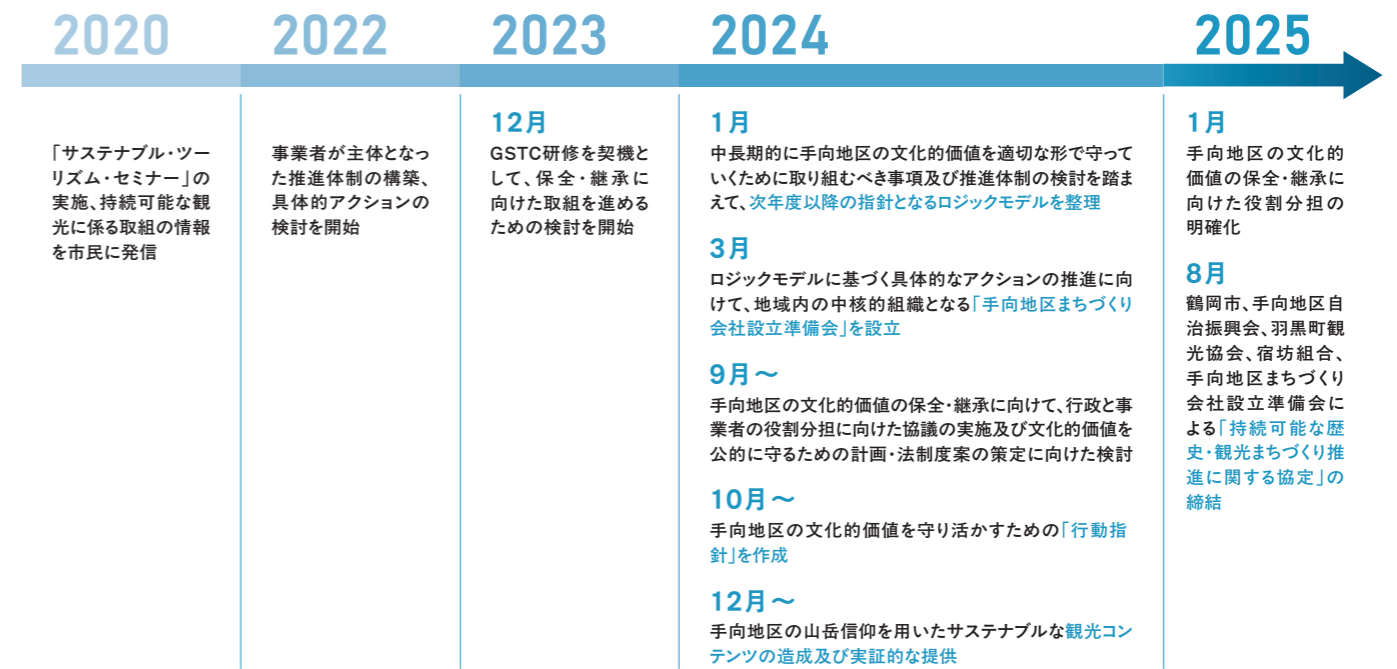 2020
「サステナブル・ツー
リズム・セミナー」の
実施、持続可能な観
光に係る取組の情報
を市民に発信
2022
事業者が主体となっ
た推進体制の構築、
具体的アクションの
検討を開始
2023
12月
GSTC研修を契機と
して、保全・継承に
向けた取組を進める
ための検討を開始
2024
1月
中長期的に手向地区の文化的価値を適切な形で守って
いくために取り組むべき事項及び推進体制の検討を踏ま
えて、次年度以降の指針となるロジックモデルを整理
3月
ロジックモデルに基づく具体的なアクションの推進に向
けて、地域内の中核的組織となる「手向地区まちづくり
会社設立準備会」を設立
9月～
手向地区の文化的価値の保全・継承に向けて、行政と事
業者の役割分担に向けた協議の実施及び文化的価値を
公的に守るための計画・法制度案の策定に向けた検討
10月～
手向地区の文化的価値を守り活かすための「行動指
針」を作成
12月～
手向地区の山岳信仰を用いたサステナブルな観光コン
テンツの造成及び実証的な提供
2025
1月
手向地区の文化的
価値の保全・継承に
向けた役割分担の
明確化
8月
鶴岡市、手向地区自
治振興会、羽黒町観
光協会、宿坊組合、
手向地区まちづくり
会社設立準備会に
よる「持続可能な歴
史・観光まちづくり推
進に関する協定」の
締結